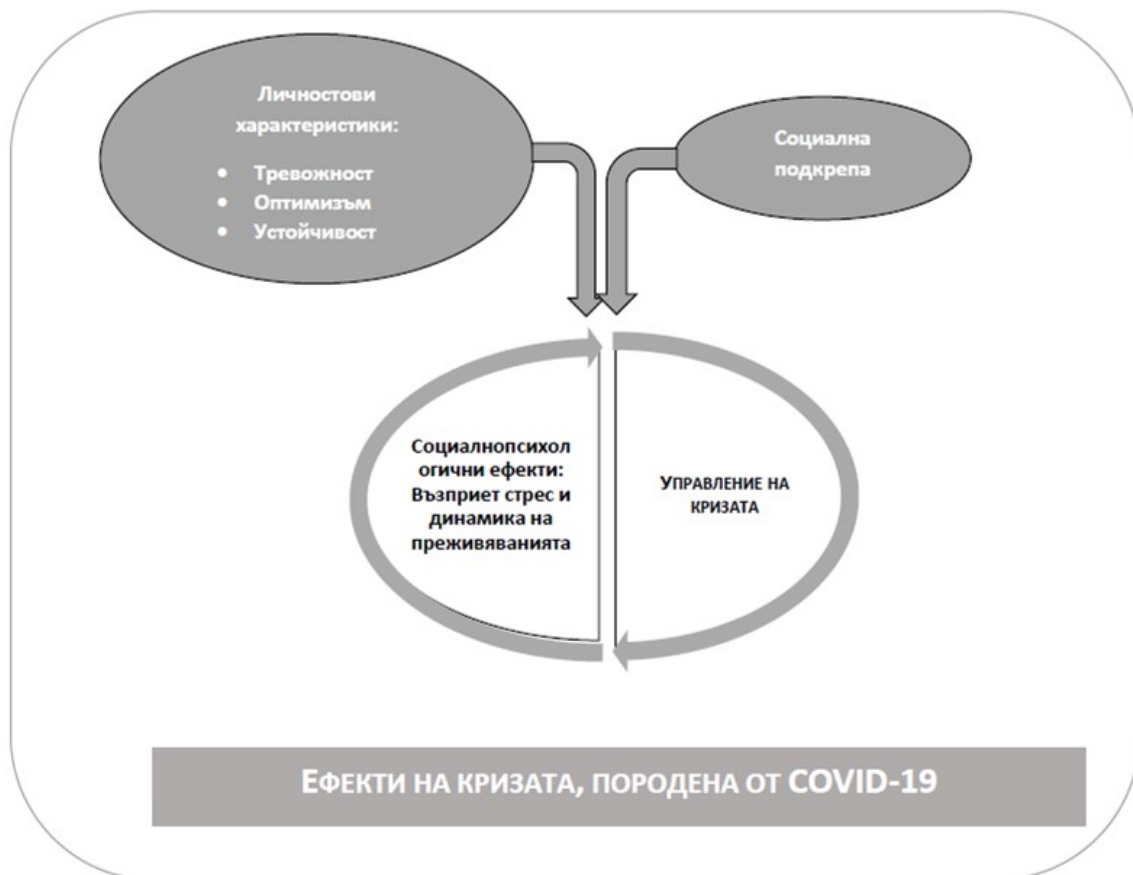 Личностови
характеристики:
• Тревожност
• Оптимизъм
• Устойчивост
Социална
подкрепа
Социалнопсихол
огични ефекти:
Възприет стрес и
динамика на
преживяванията
УПРАВЛЕНИЕ НА
КРИЗАТА
ЕФЕКТИ НА КРИЗАТА, ПОРОДЕНА ОТ COVID-19